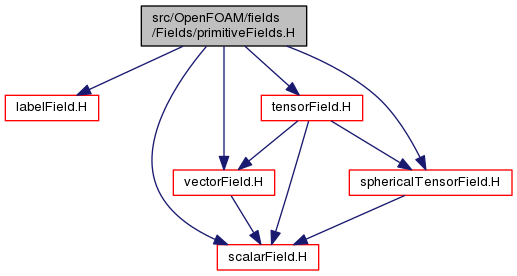 src/OpenFOAM/fields
/Fields/primitiveFields.H
labelField.H
tensorField.H
vectorField.H
sphericalTensorField.H
scalarField.H